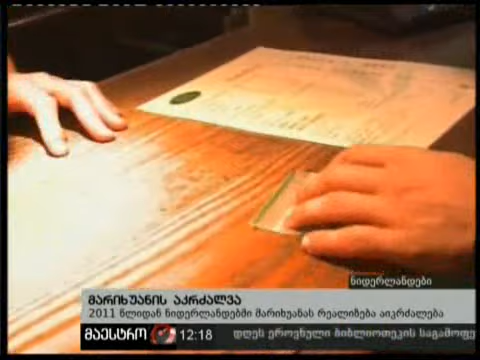 ნიდერლანდები
მარიხუანის აკრძალვა
2011 წლიდან ნიდერლანდებში მარიხუანას რეალიზება აიკრძალება
მაესტრო 12:18 დღეს ეროვნული ბიბლიოთეკის საგამოფე